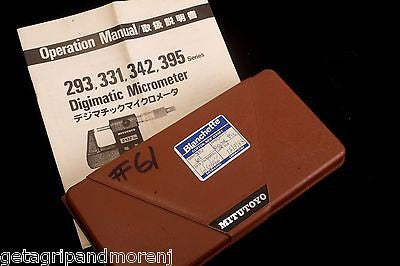 Operation Manual/取扱説明書
293, 331, 342, 395 Series
Digimatic Micrometer
デジマチックマイクロメータ
#61
Blanchette
MITUTOYO
getagripandmorenj